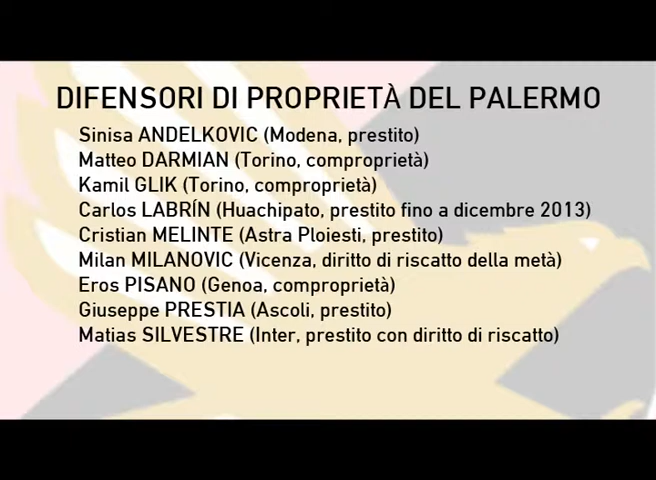 DIFENSORI DI PROPRIETÀ DEL PALERMO
Sinisa ANDELKOVIC (Modena, prestito)
Matteo DARMIAN (Torino, comproprietà)
Kamil GLIK (Torino, comproprietà)
Carlos LABRÍN (Huachipato, prestito fino a dicembre 2013)
Cristian MELINTE (Astra Ploiesti, prestito)
Milan MILANOVIC (Vicenza, diritto di riscatto della metà)
Eros PISANO (Genoa, comproprietà)
Giuseppe PRESTIA (Ascoli, prestito)
Matias SILVESTRE (Inter, prestito con diritto di riscatto)